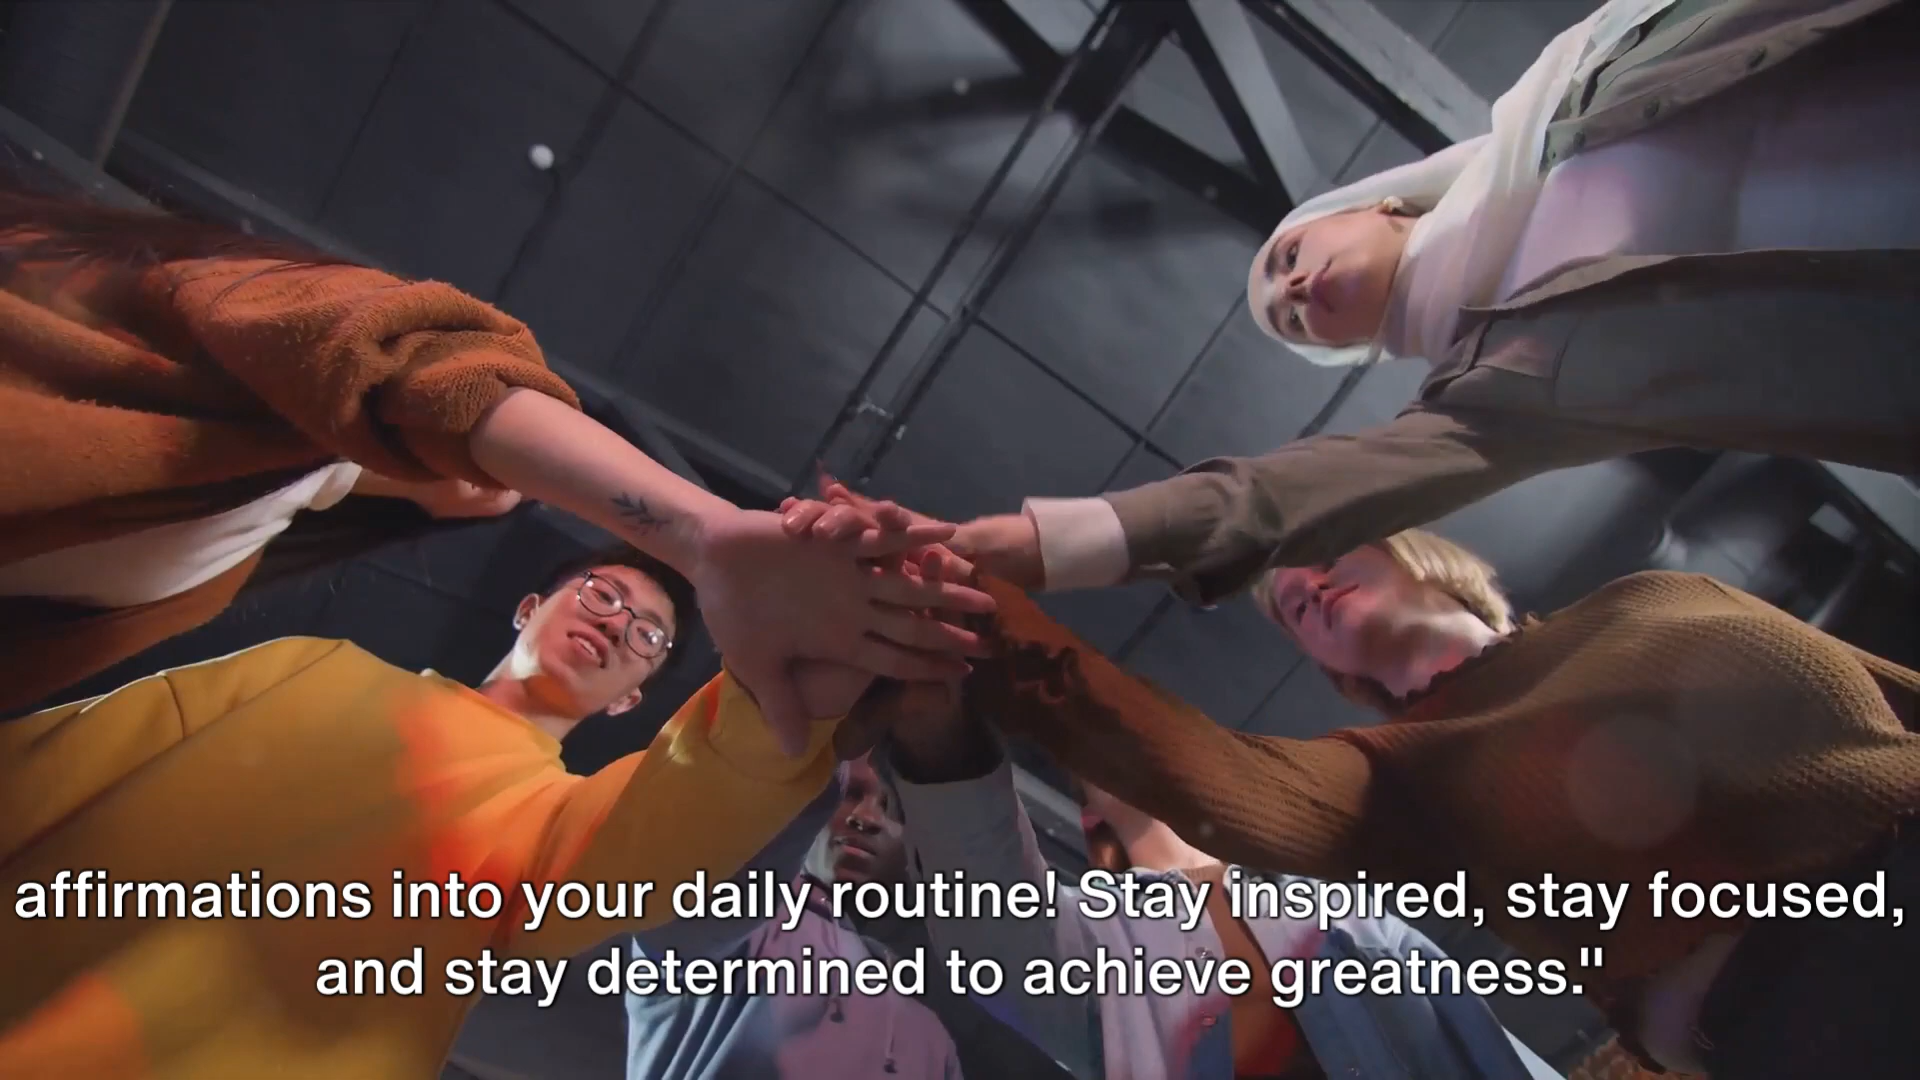 affirmations into your daily routine! Stay inspired, stay focused,
and stay determined to achieve greatness."